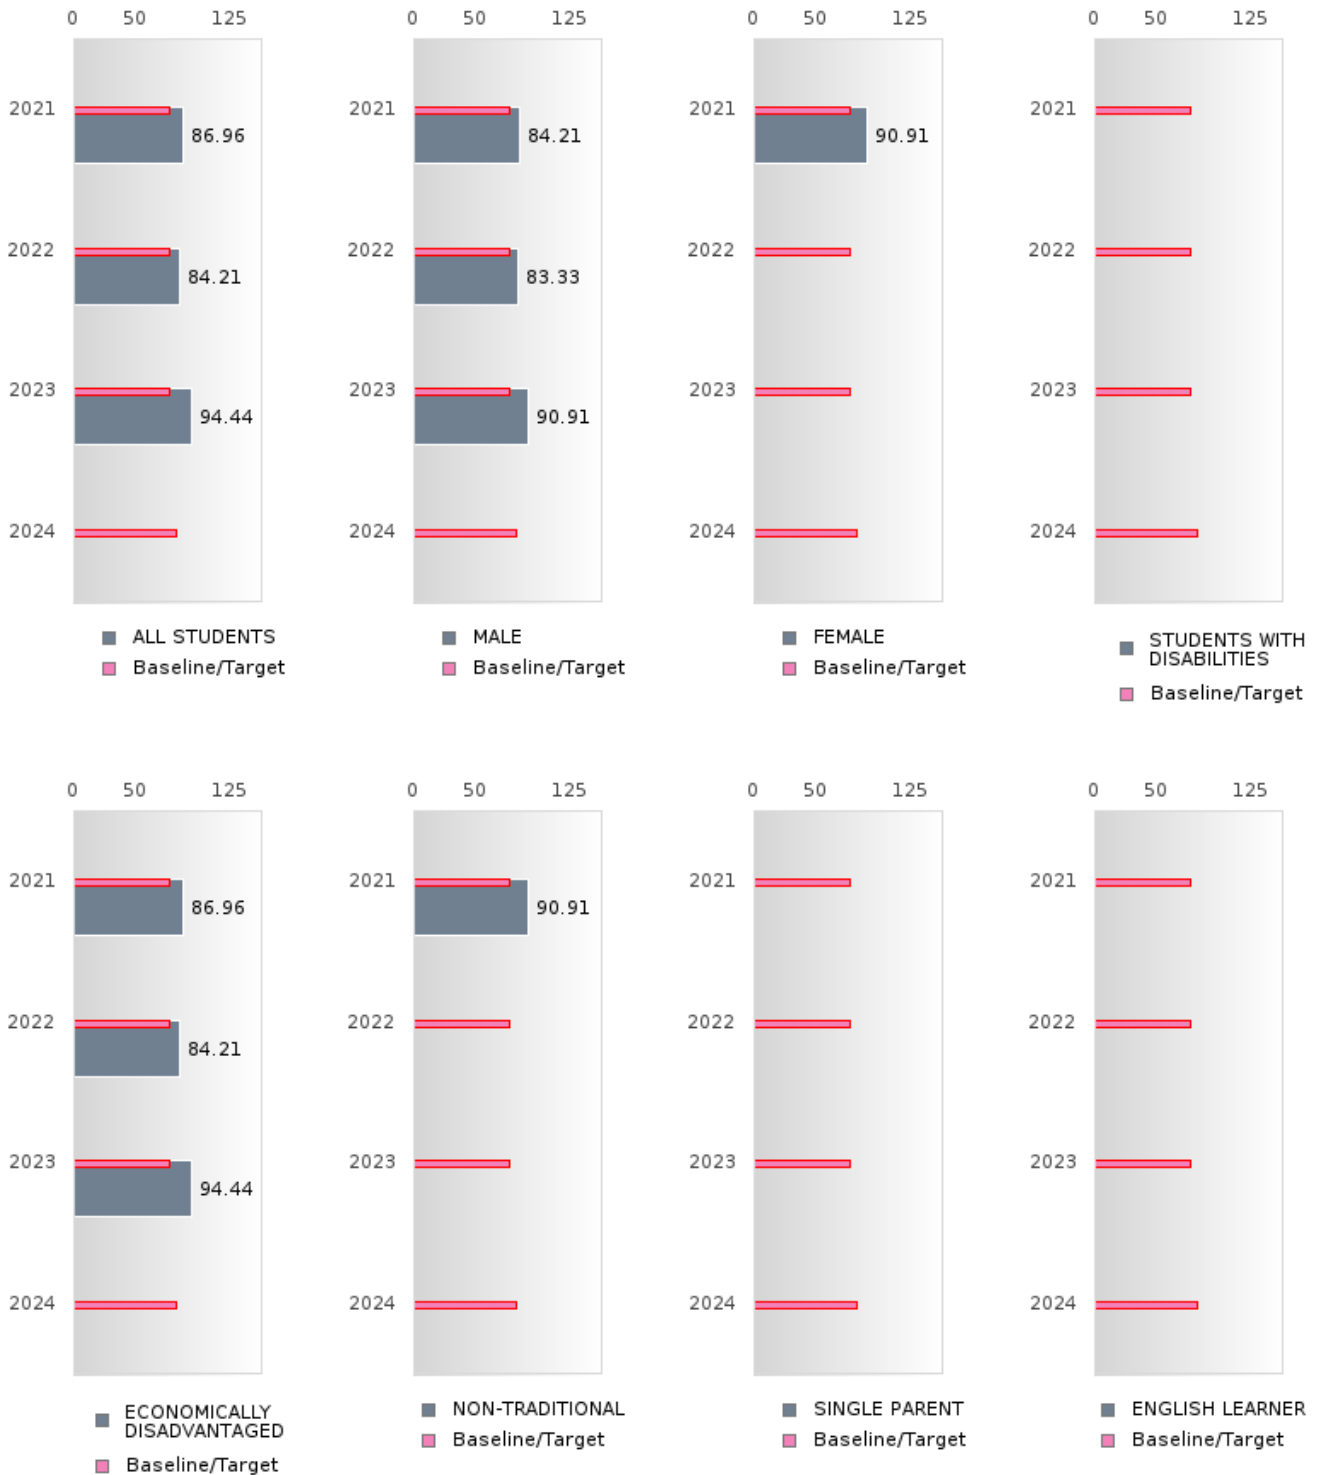 0 50 125 0 50 125 0 50 125 0 50 125
2021 86.96 2021 84.21 2021 90.91 2021
2022 84.21 2022 83.33 2022 2022
2023 94.44 2023 90.91 2023 2023
2024 2024 2024 2024
ALL STUDENTS MALE FEMALE STUDENTS WITH
DISABILITIES
Baseline/Target Baseline/Target Baseline/Target Baseline/Target
0 50 125 0 50 125 0 50 125 0 50 125
2021 86.96 2021 90.91 2021 2021
2022 84.21 2022 2022 2022
2023 94.44 2023 2023 2023
2024 2024 2024 2024
ECONOMICALLY
DISADVANTAGED NON-TRADITIONAL SINGLE PARENT ENGLISH LEARNER
Baseline/Target Baseline/Target Baseline/Target Baseline/Target